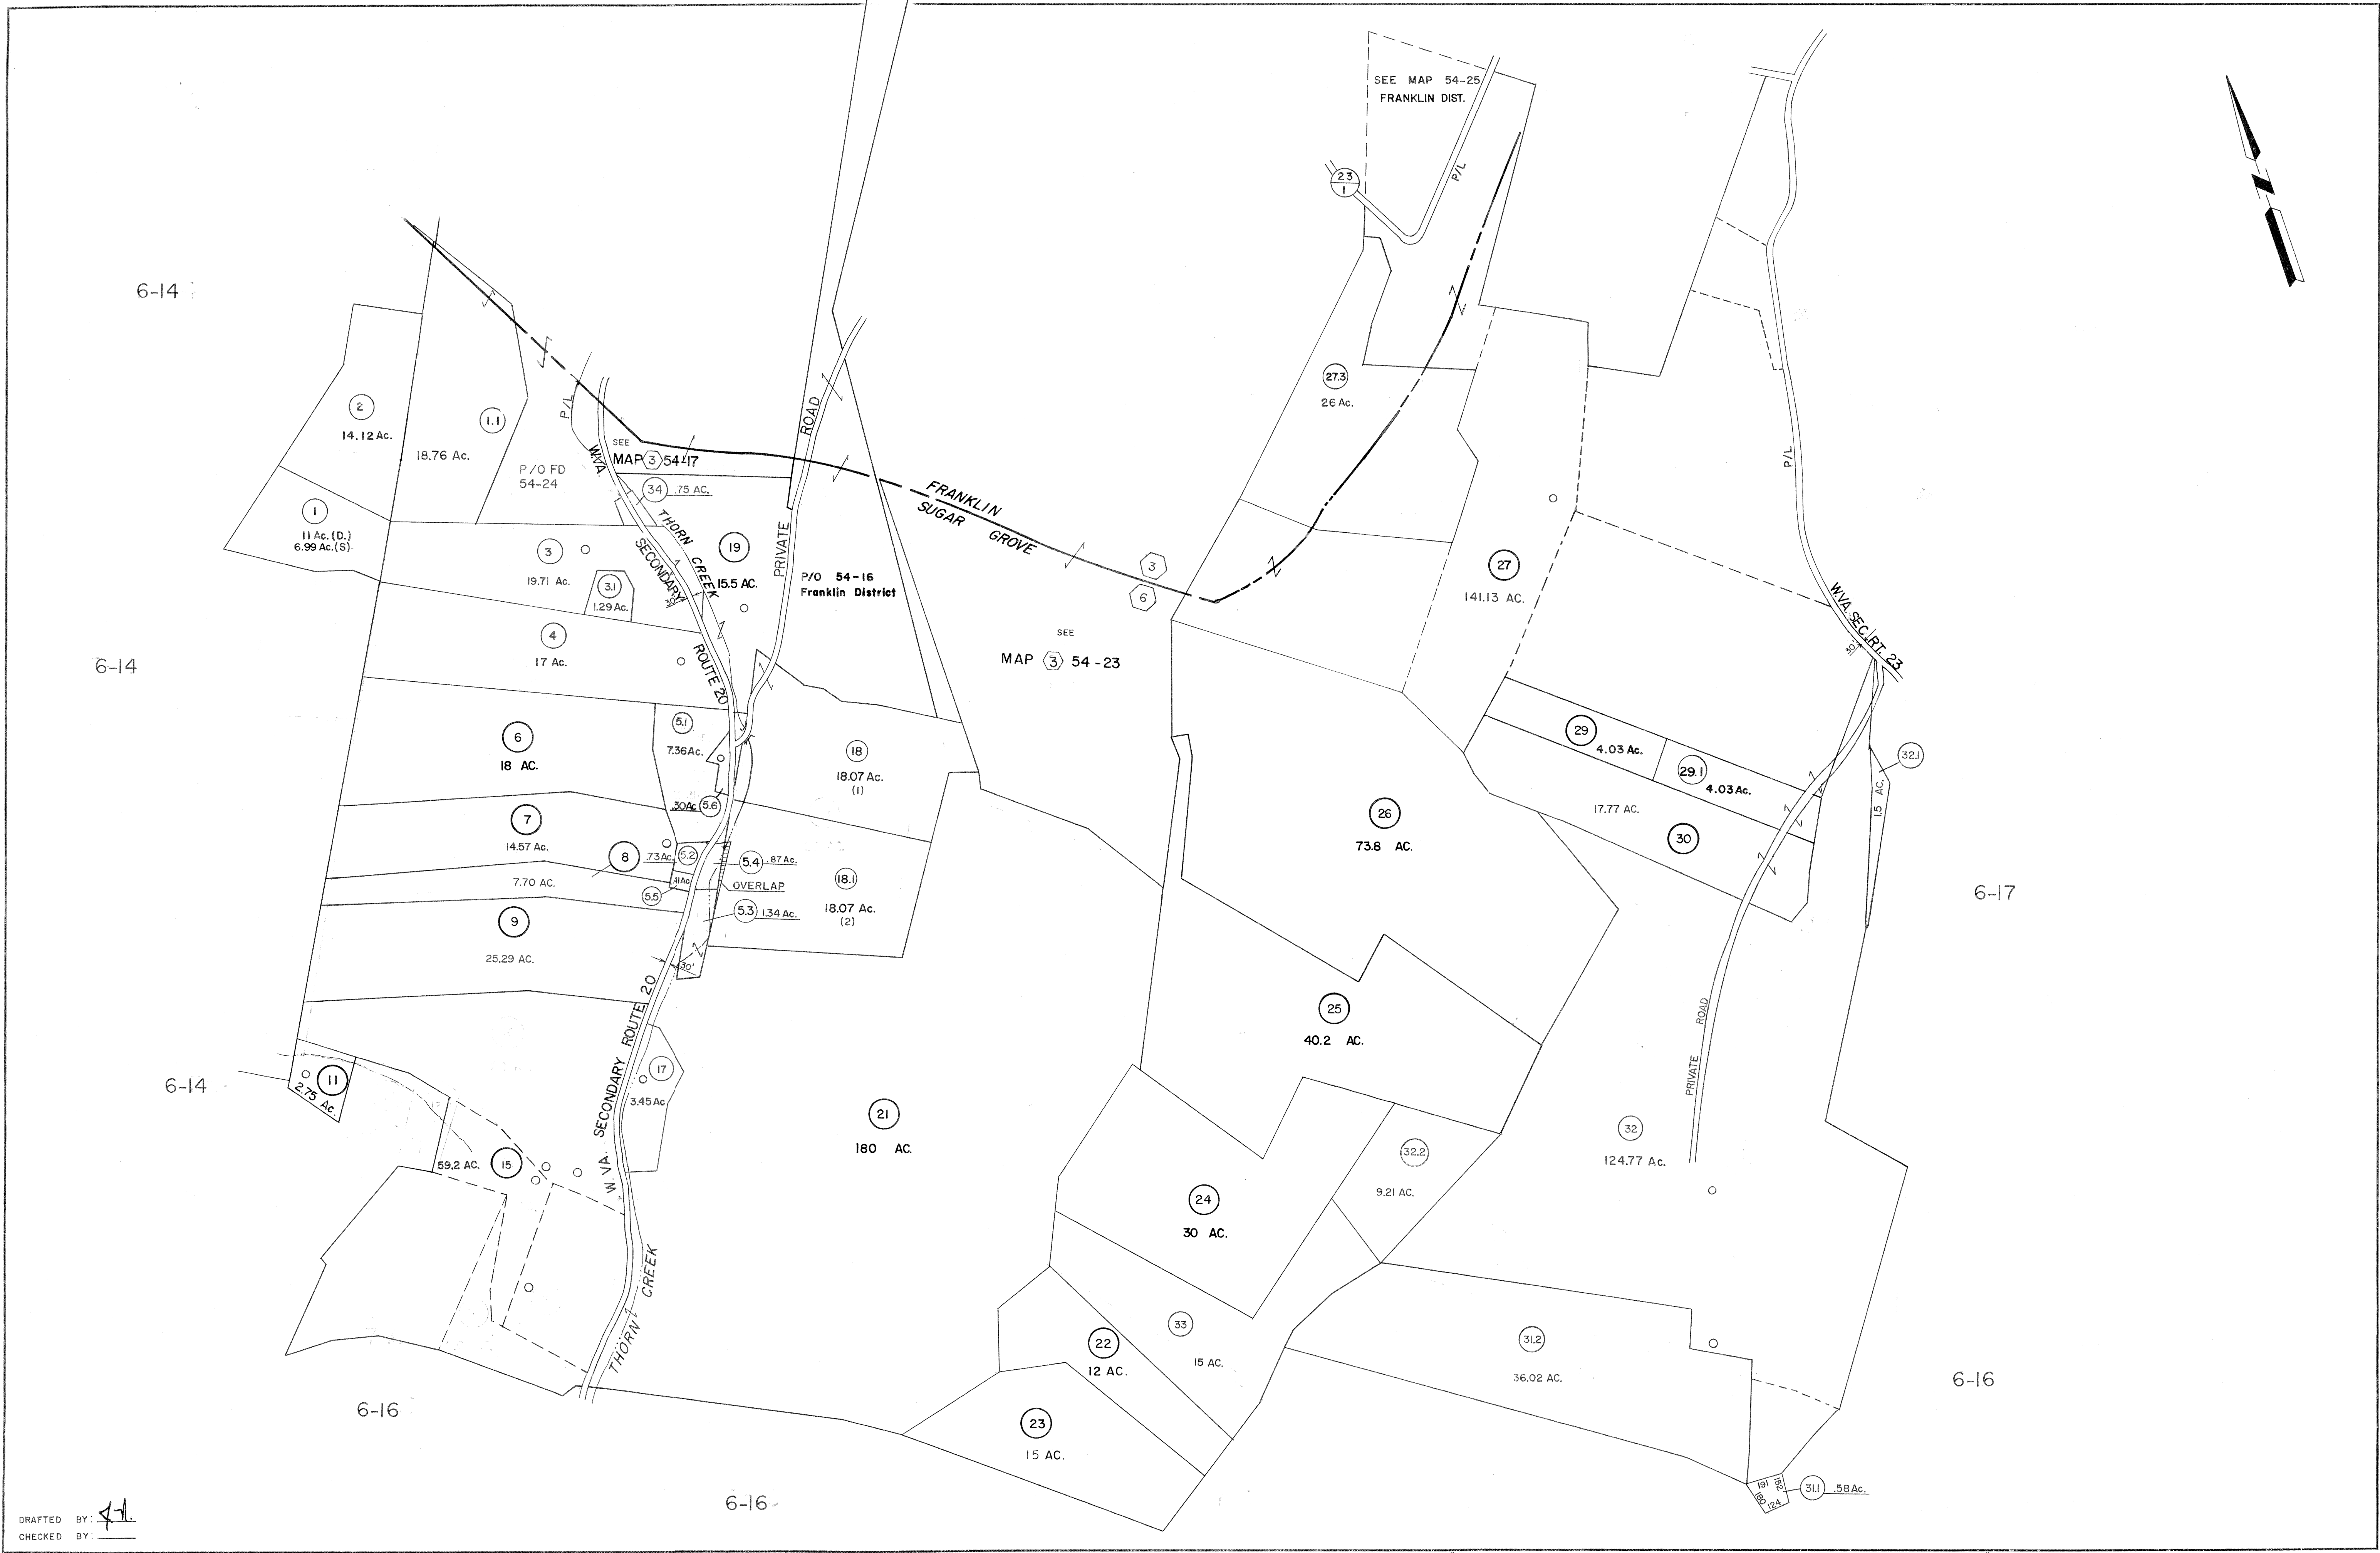 SEE MAP 54-25
FRANKLIN DIST.
23
1
P/L
6-14
2
14.12 Ac.
1.1
18.76 Ac.
P/L
P/O FD
54-24
SEE
MAP 3 54-17
W.VA.
SECONDARY
ROUTE 20
30'
34
.75 AC.
THORN CREEK
19
15.5 AC.
PRIVATE ROAD
P/O 54-16
Franklin District
FRANKLIN
SUGAR GROVE
3
6
SEE
MAP 3 54-23
27.3
26 Ac.
27
141.13 AC.
P/L
W.VA. SEC. RT. 23
30'
1
11 Ac. (D.)
6.99 Ac. (S)
3
19.71 Ac.
3.1
1.29 Ac.
4
17 Ac.
6-14
6
18 AC.
5.1
7.36 Ac.
.30 Ac
5.6
18
18.07 Ac.
(1)
7
14.57 Ac.
8
7.70 AC.
.73 Ac.
5.2
.41 Ac
5.5
5.4
.87 Ac.
OVERLAP
5.3
1.34 Ac.
18.1
18.07 Ac.
(2)
9
25.29 AC.
30'
26
73.8 AC.
29
4.03 Ac.
29.1
4.03 Ac.
17.77 AC.
30
32.1
1.5 AC.
6-17
25
40.2 AC.
PRIVATE ROAD
6-14
11
2.75 Ac.
W. VA. SECONDARY ROUTE 20
17
3.45 Ac
21
180 AC.
59.2 AC.
15
THORN CREEK
24
30 AC.
32.2
9.21 AC.
32
124.77 Ac.
33
15 AC.
22
12 AC.
23
15 AC.
31.2
36.02 AC.
6-16
6-16
6-16
191
152
180
124
31.1
.58 Ac.
DRAFTED BY:
CHECKED BY: